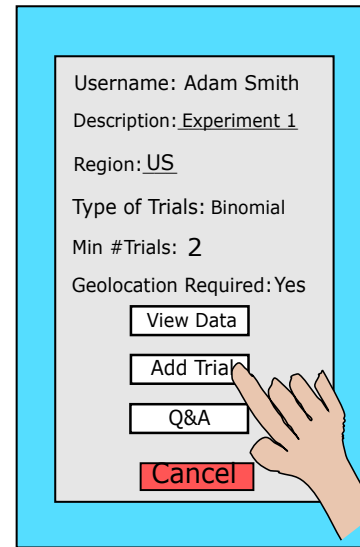 Username: Adam Smith
Description: Experiment 1
Region: US
Type of Trials: Binomial
Min #Trials: 2
Geolocation Required: Yes
View Data
Add Trial
Q&A
Cancel